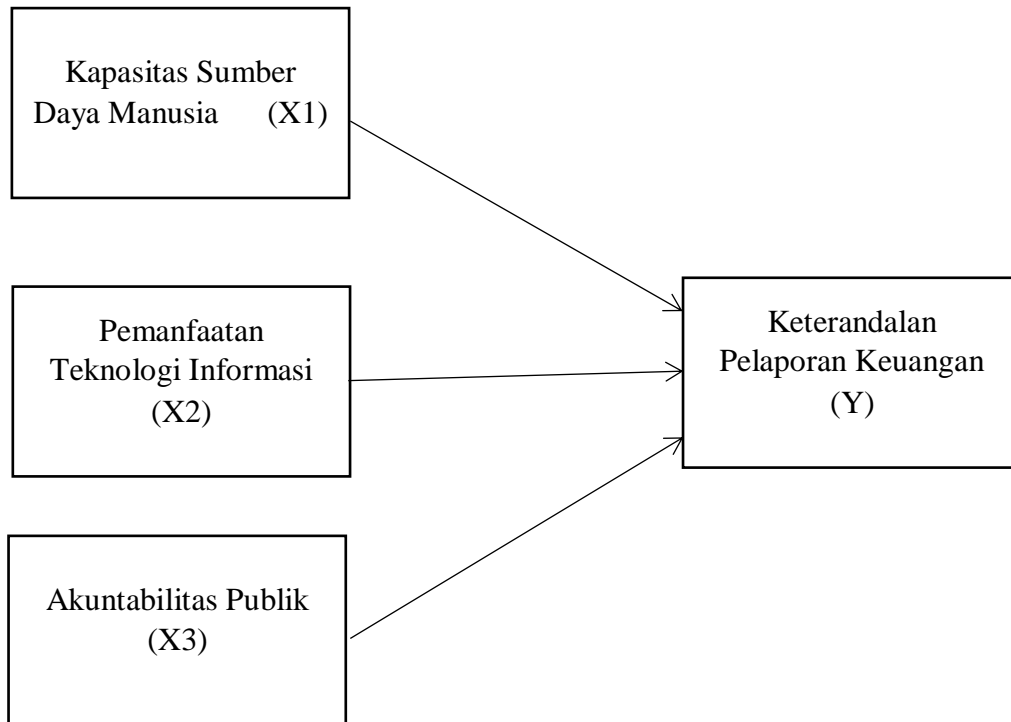 Kapasitas Sumber
Daya Manusia (X1)
Pemanfaatan
Teknologi Informasi
(X2)
Akuntabilitas Publik
(X3)
Keterandalan
Pelaporan Keuangan
(Y)